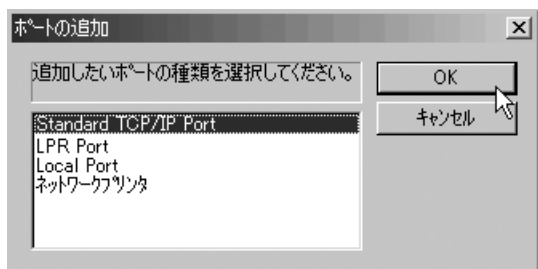 ポートの追加
追加したいポートの種類を選択してください。
OK
キャンセル
Standard TCP/IP Port
LPR Port
Local Port
ネットワークプリンタ